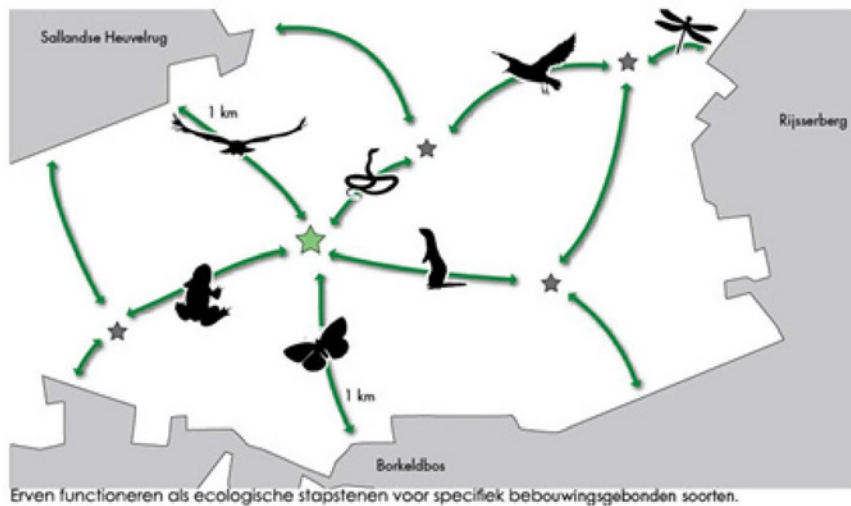 Sallandse Heuvelrug
1 km
Rijsserberg
1 km
Borkeldbos
Erven functioneren als ecologische stapstenen voor specifiek bebouwingsgebonden soorten.